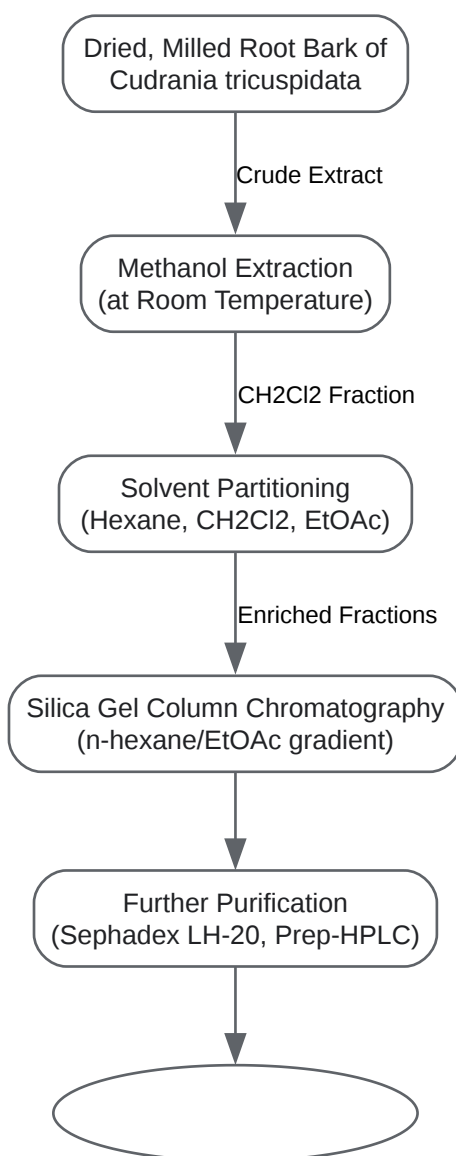 Dried, Milled Root Bark of
Cudrania tricuspidata
Crude Extract
Methanol Extraction
(at Room Temperature)
CH2Cl2 Fraction
Solvent Partitioning
(Hexane, CH2Cl2, EtOAc)
Enriched Fractions
Silica Gel Column Chromatography
(n-hexane/EtOAc gradient)
Further Purification
(Sephadex LH-20, Prep-HPLC)